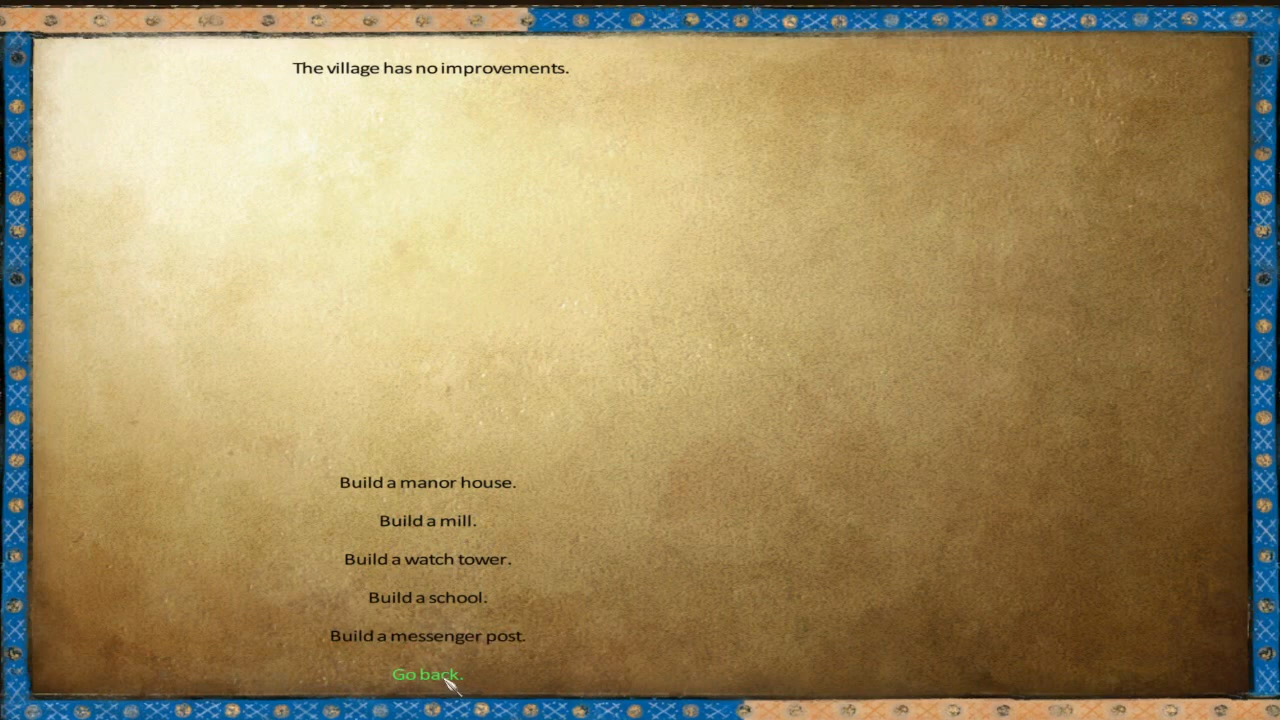 The village has no improvements.
Build a manor house.
Build a mill.
Build a watch tower.
Build a school.
Build a messenger post.
Go back.